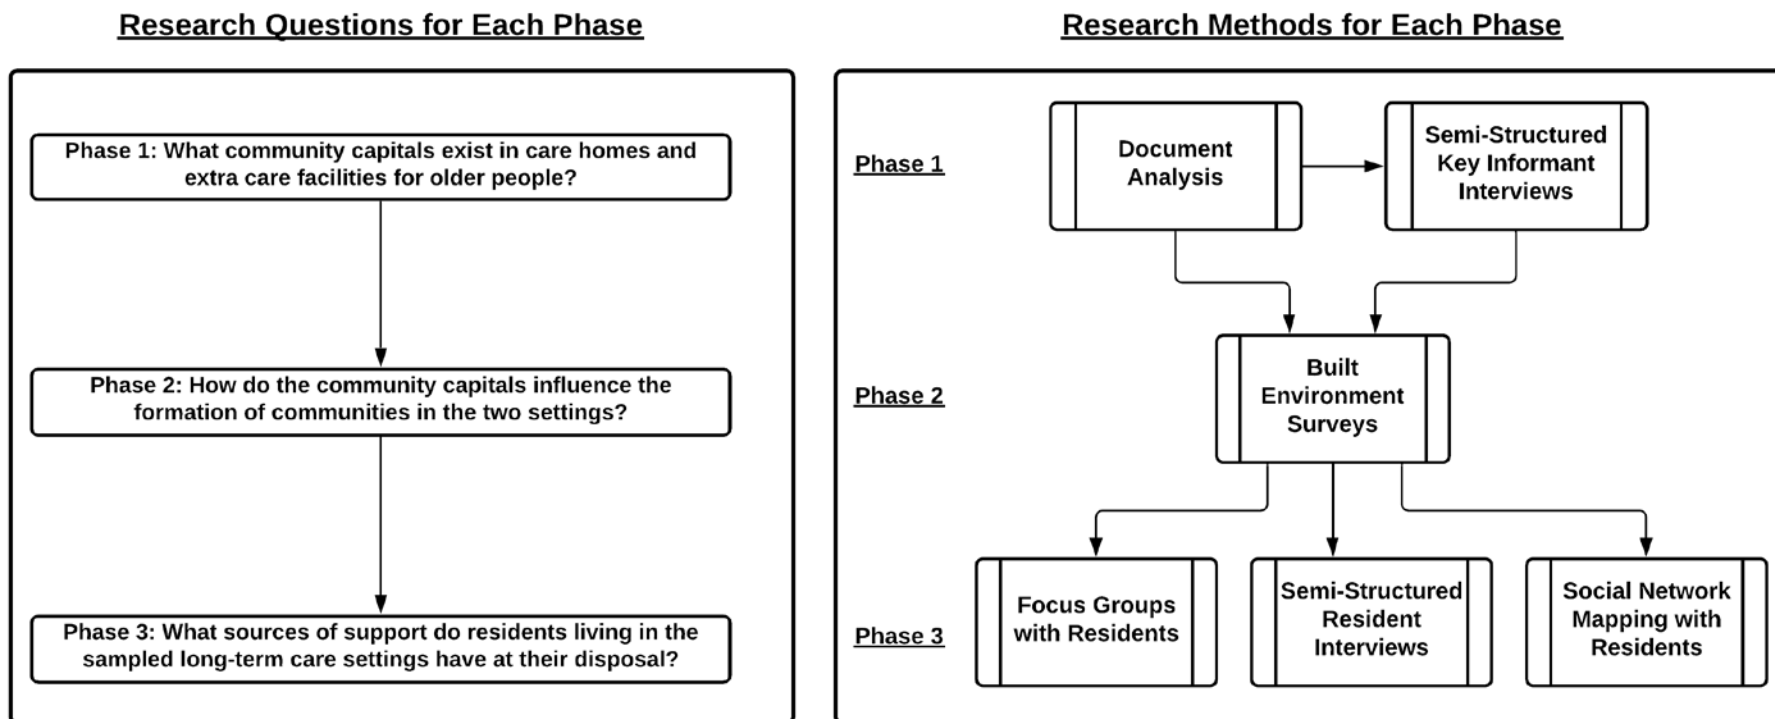 Research Questions for Each Phase
Phase 1: What community capitals exist in care homes and
extra care facilities for older people?
Phase 2: How do the community capitals influence the
formation of communities in the two settings?
Phase 3: What sources of support do residents living in the
sampled long-term care settings have at their disposal?
Research Methods for Each Phase
Phase 1
Document
Analysis
Semi-Structured
Key Informant
Interviews
Phase 2
Built
Environment
Surveys
Phase 3
Focus Groups
with Residents
Semi-Structured
Resident
Interviews
Social Network
Mapping with
Residents